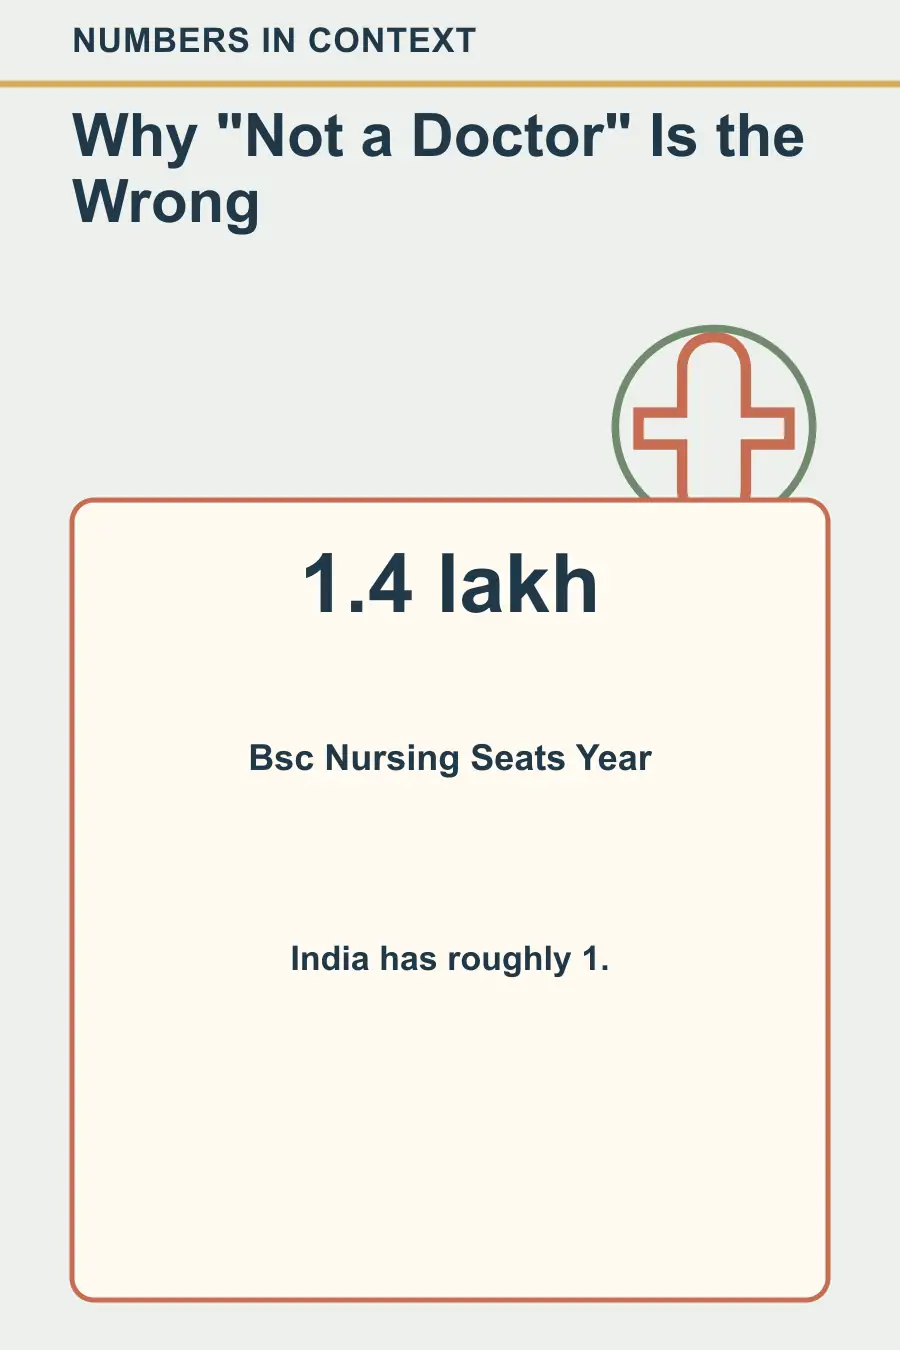 NUMBERS IN CONTEXT
Why "Not a Doctor" Is the
Wrong
1.4 lakh
Bsc Nursing Seats Year
India has roughly 1.